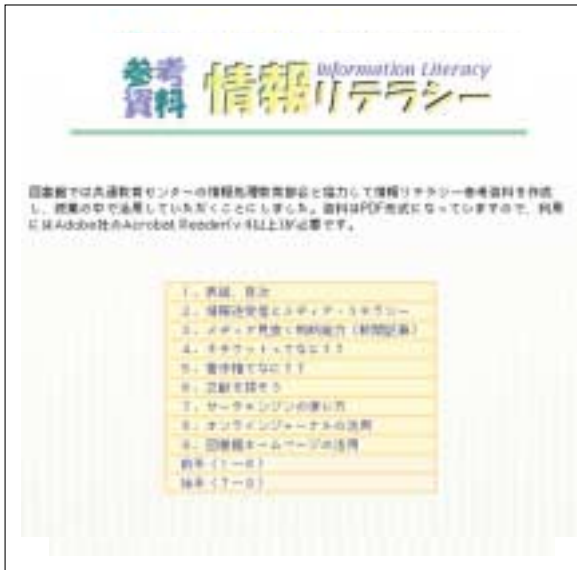 参考
資料
情報リテラシー
Information Literacy
図書館では共通教育センターの情報処理教育部会と協力して情報リテラシー参考資料を作成
し、授業の中で活用していただくことにしました。資料はPDF形式になっていますので、利用
にはAdobe社のAcrobat Reader(v4以上)が必要です。
1. 表紙、目次
2. 情報送受信とメディア・リテラシー
3. メディア見抜く判断能力(新聞記事)
4. ネチケットってなに??
5. 著作権てなに??
6. 文献を探そう
7. サーチエンジンの使い方
8. オンラインジャーナルの活用
9. 図書館ホームページの活用
前半(1-6)
後半(7-9)